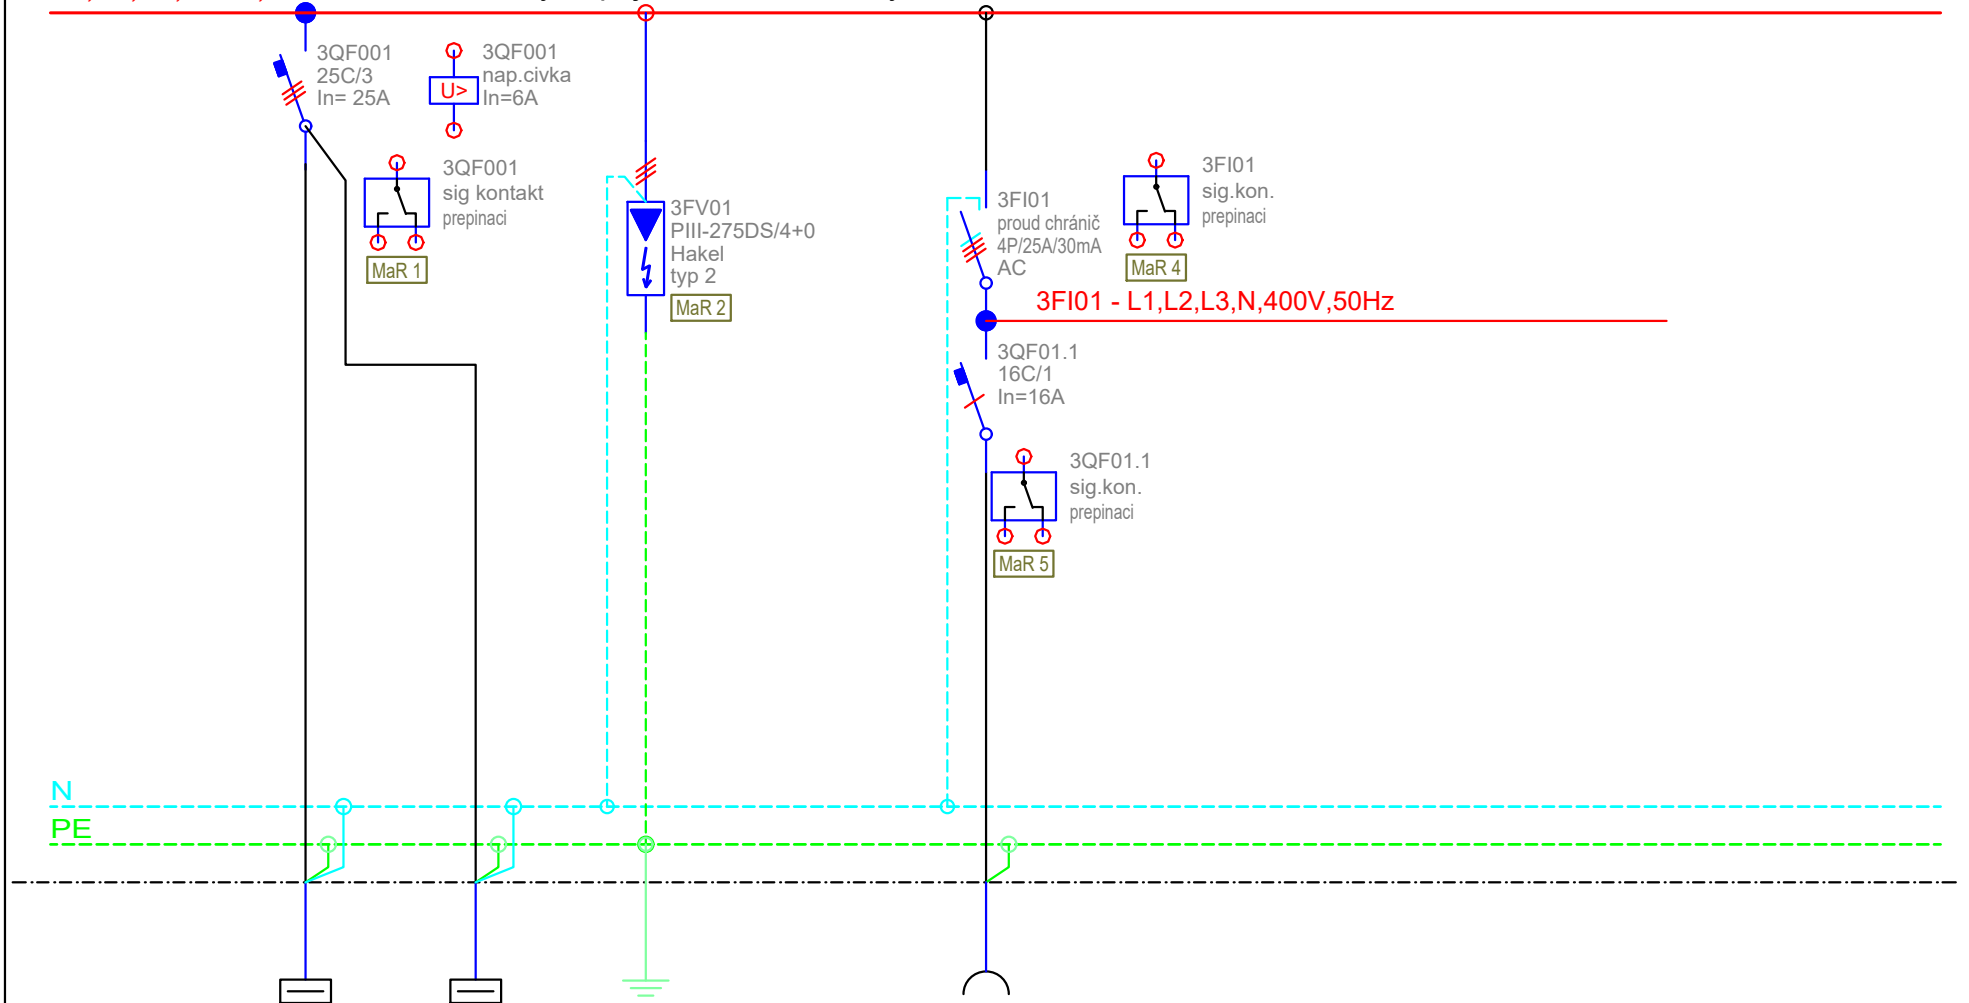 3QF001
25C/3
In= 25A
3QF001
nap.civka
In=6A
U>
3QF001
sig kontakt
prepinaci
MaR 1
3FV01
PIII-275DS/4+0
Hakel
typ 2
MaR 2
3FI01
proud chránič
4P/25A/30mA
AC
3FI01
sig.kon.
prepinaci
MaR 4
3FI01 - L1,L2,L3,N,400V,50Hz
3QF01.1
16C/1
In=16A
3QF01.1
sig.kon.
prepinaci
MaR 5
N
PE